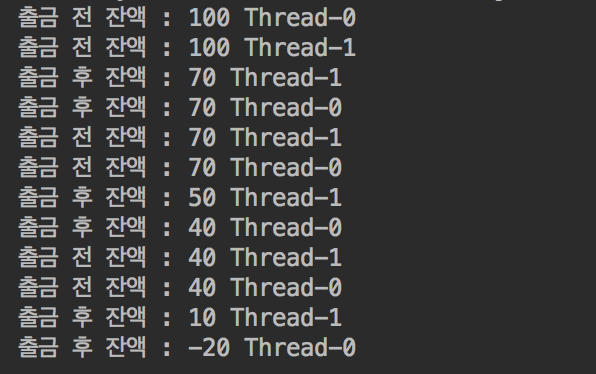 출금 전 잔액 : 100 Thread-0
출금 전 잔액 : 100 Thread-1
출금 후 잔액 : 70 Thread-1
출금 후 잔액 : 70 Thread-0
출금 전 잔액 : 70 Thread-1
출금 전 잔액 : 70 Thread-0
출금 후 잔액 : 50 Thread-1
출금 후 잔액 : 40 Thread-0
출금 전 잔액 : 40 Thread-1
출금 전 잔액 : 40 Thread-0
출금 후 잔액 : 10 Thread-1
출금 후 잔액 : -20 Thread-0